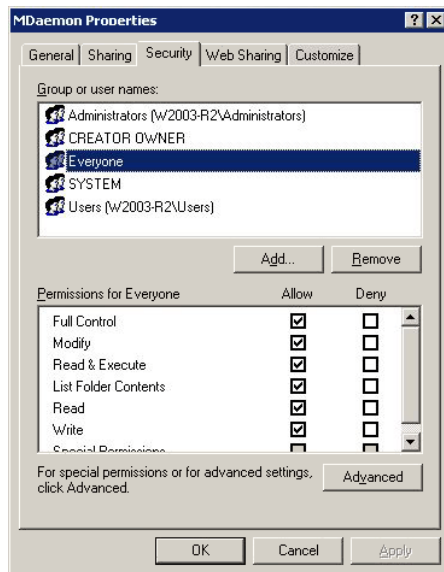 MDaemon Properties
General Sharing Security Web Sharing Customize
Group or user names:
Administrators (W2003-R2\Administrators)
CREATOR OWNER
Everyone
SYSTEM
Users (W2003-R2\Users)
Add... Remove
Permissions for Everyone Allow Deny
Full Control
Modify
Read & Execute
List Folder Contents
Read
Write
Special Permissions
For special permissions or for advanced settings,
click Advanced.
Advanced
OK Cancel Apply